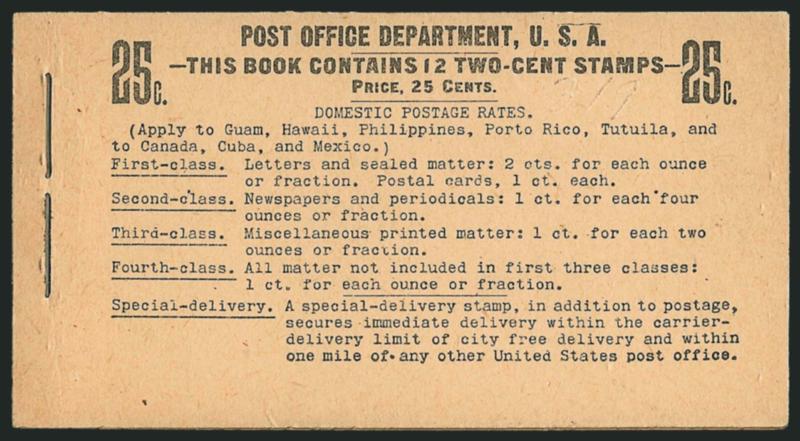 POST OFFICE DEPARTMENT, U. S. A.
25c. —THIS BOOK CONTAINS 12 TWO-CENT STAMPS— 25c.
PRICE, 25 CENTS.
DOMESTIC POSTAGE RATES.
(Apply to Guam, Hawaii, Philippines, Porto Rico, Tutuila, and
to Canada, Cuba, and Mexico.)
First-class. Letters and sealed matter: 2 cts. for each ounce
or fraction. Postal cards, 1 ct. each.
Second-class. Newspapers and periodicals: 1 ct. for each four
ounces or fraction.
Third-class. Miscellaneous printed matter: 1 ct. for each two
ounces or fraction.
Fourth-class. All matter not included in first three classes:
1 ct. for each ounce or fraction.
Special-delivery. A special-delivery stamp, in addition to postage,
secures immediate delivery within the carrier-
delivery limit of city free delivery and within
one mile of any other United States post office.